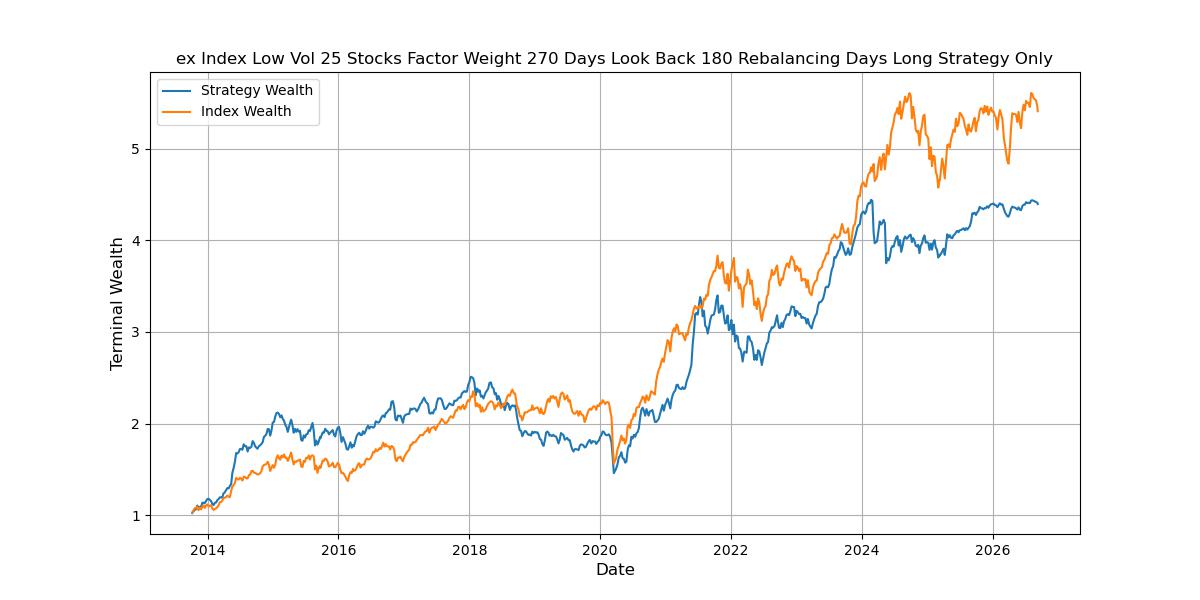 ex Index Low Vol 25 Stocks Factor Weight 270 Days Look Back 180 Rebalancing Days Long Strategy Only
Strategy Wealth
Index Wealth
Terminal Wealth
5
4
3
2
1
2014 2016 2018 2020 2022 2024 2026
Date